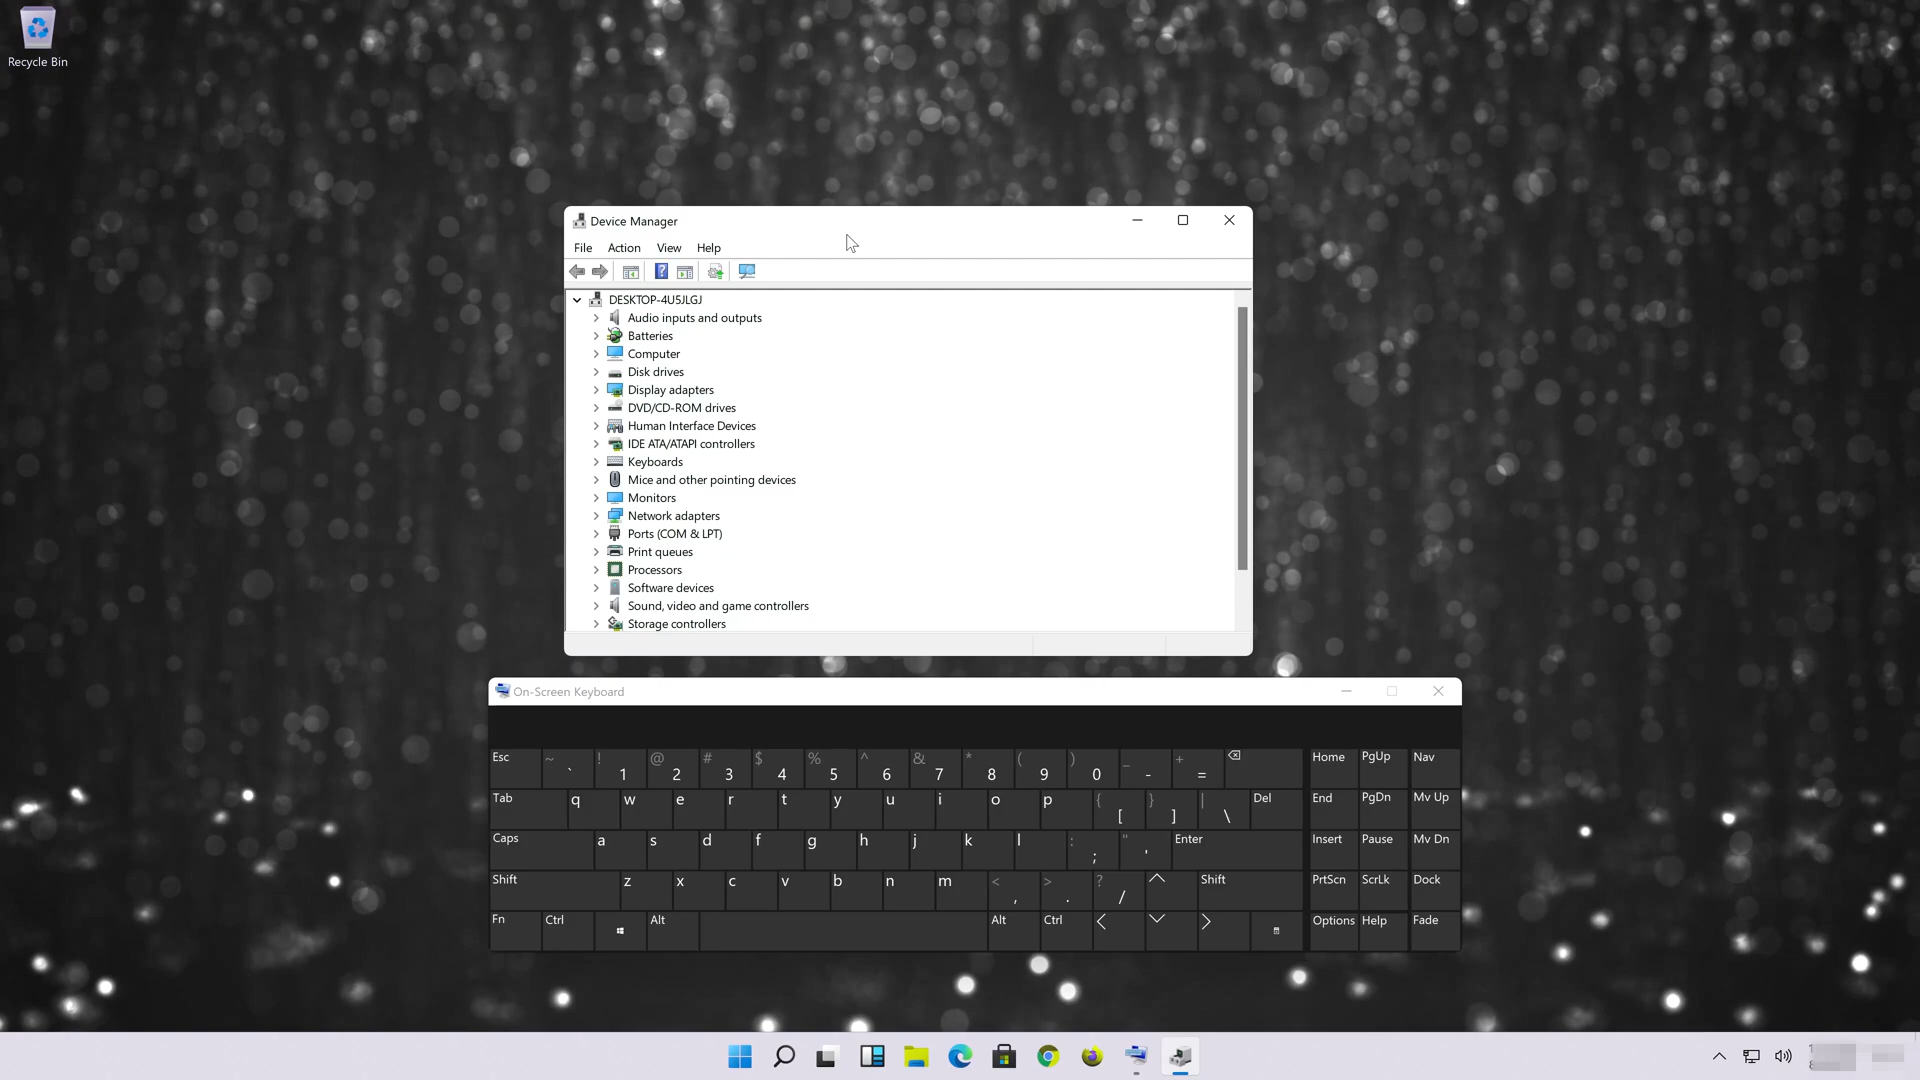 Recycle Bin
Device Manager
File Action View Help
DESKTOP-4U5JLGJ
Audio inputs and outputs
Batteries
Computer
Disk drives
Display adapters
DVD/CD-ROM drives
Human Interface Devices
IDE ATA/ATAPI controllers
Keyboards
Mice and other pointing devices
Monitors
Network adapters
Ports (COM & LPT)
Print queues
Processors
Software devices
Sound, video and game controllers
Storage controllers
On-Screen Keyboard
Esc ~ ` ! 1 @ 2 # 3 $ 4 % 5 ^ 6 & 7 * 8 ( 9 ) 0 _ - + = Home PgUp Nav
Tab q w e r t y u i o p { [ } ] | \ Del End PgDn Mv Up
Caps a s d f g h j k l : ; " ' Enter Insert Pause Mv Dn
Shift z x c v b n m < , > . ? / Shift PrtScn ScrLk Dock
Fn Ctrl Alt Alt Ctrl Options Help Fade